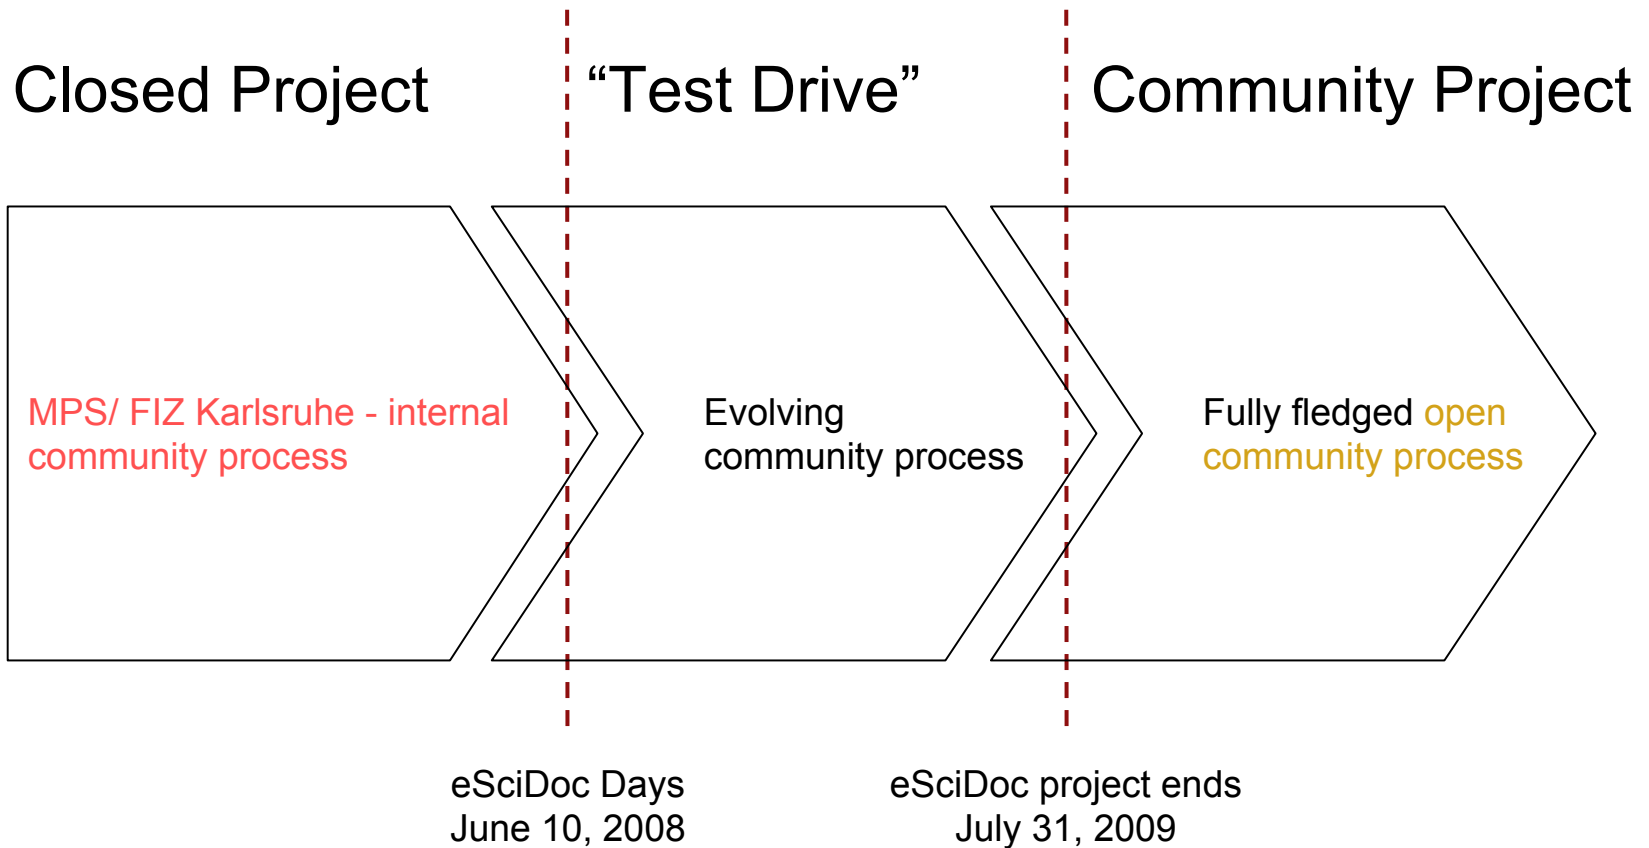 Closed Project
“Test Drive”
Community Project
MPS/ FIZ Karlsruhe - internal
community process
Evolving
community process
Fully fledged open
community process
eSciDoc Days
June 10, 2008
eSciDoc project ends
July 31, 2009